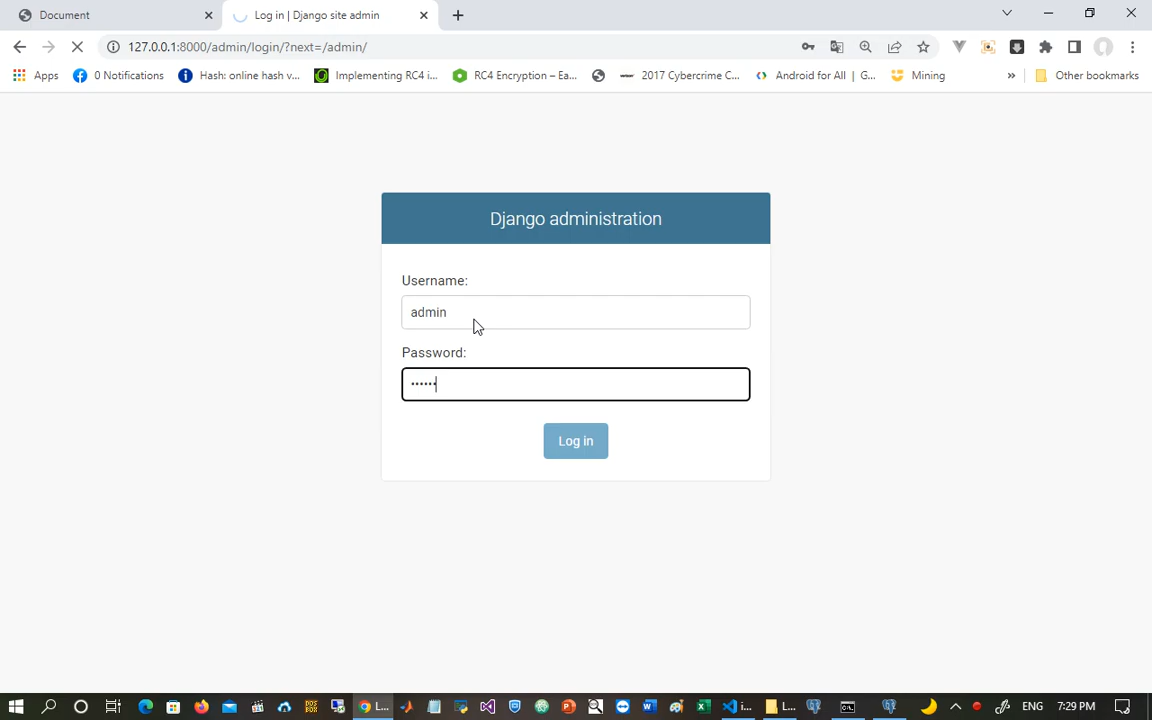 Document
Log in | Django site admin
127.0.0.1:8000/admin/login/?next=/admin/
Apps
0 Notifications
Hash: online hash v...
Implementing RC4 i...
RC4 Encryption – Ea...
2017 Cybercrime C...
Android for All | G...
Mining
»
Other bookmarks
Django administration
Username:
admin
Password:
••••••
Log in
L...
i...
L...
ENG
7:29 PM